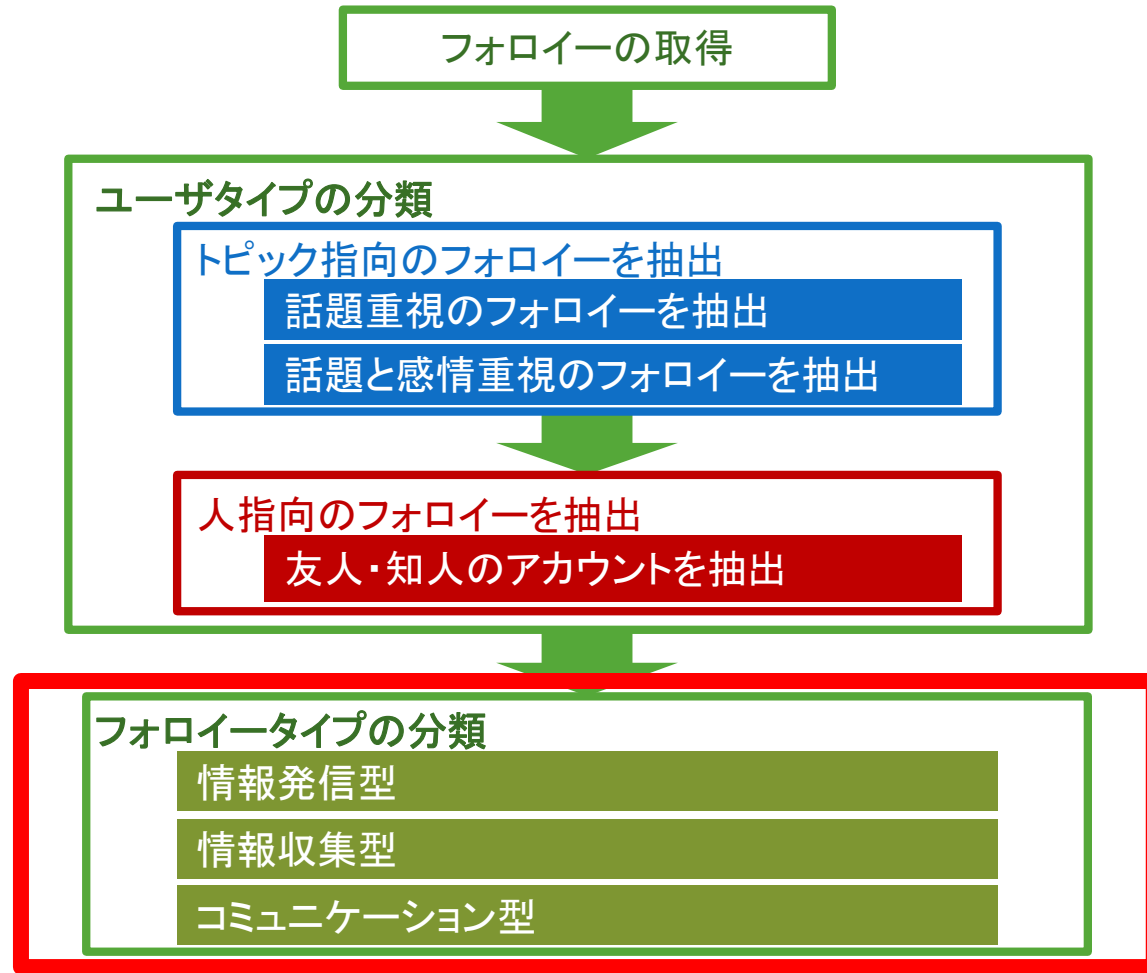 フォロイーの取得
ユーザタイプの分類
トピック指向のフォロイーを抽出
話題重視のフォロイーを抽出
話題と感情重視のフォロイーを抽出
人指向のフォロイーを抽出
友人・知人のアカウントを抽出
フォロイータイプの分類
情報発信型
情報収集型
コミュニケーション型